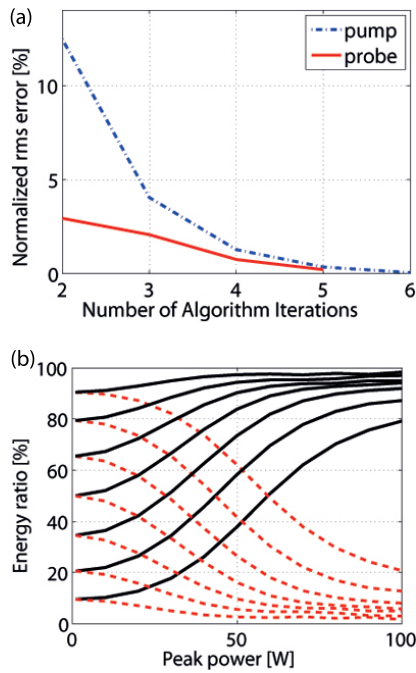 (a)
Normalized rms error [%]
10
5
0
pump
probe
2 3 4 5 6
Number of Algorithm Iterations
(b)
Energy ratio [%]
100
80
60
40
20
0
0 50 100
Peak power [W]